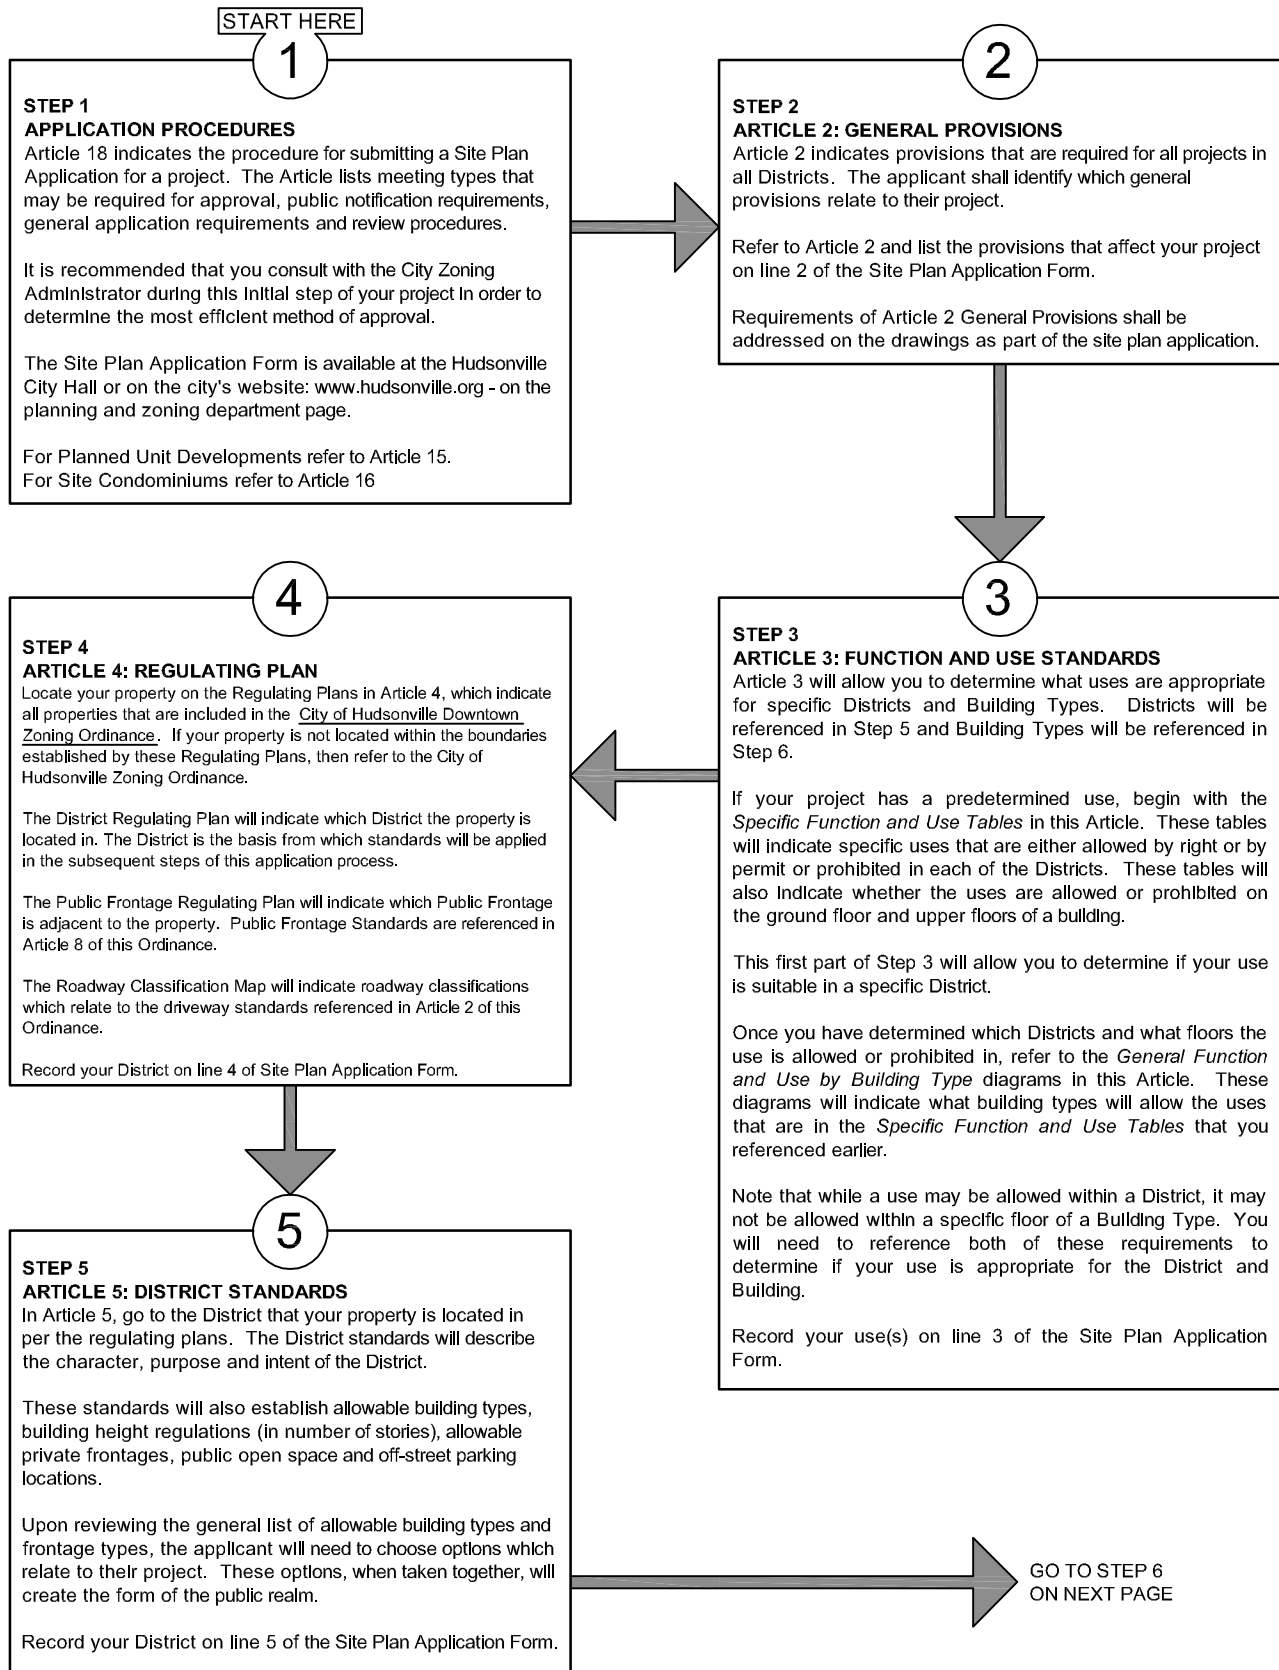 START HERE
1
STEP 1
APPLICATION PROCEDURES
Article 18 indicates the procedure for submitting a Site Plan
Application for a project. The Article lists meeting types that
may be required for approval, public notification requirements,
general application requirements and review procedures.
It is recommended that you consult with the City Zoning
Administrator during this initial step of your project in order to
determine the most efficient method of approval.
The Site Plan Application Form is available at the Hudsonville
City Hall or on the city's website: www.hudsonville.org - on the
planning and zoning department page.
For Planned Unit Developments refer to Article 15.
For Site Condominiums refer to Article 16
2
STEP 2
ARTICLE 2: GENERAL PROVISIONS
Article 2 indicates provisions that are required for all projects in
all Districts. The applicant shall identify which general
provisions relate to their project.
Refer to Article 2 and list the provisions that affect your project
on line 2 of the Site Plan Application Form.
Requirements of Article 2 General Provisions shall be
addressed on the drawings as part of the site plan application.
3
STEP 3
ARTICLE 3: FUNCTION AND USE STANDARDS
Article 3 will allow you to determine what uses are appropriate
for specific Districts and Building Types. Districts will be
referenced in Step 5 and Building Types will be referenced in
Step 6.
If your project has a predetermined use, begin with the
Specific Function and Use Tables in this Article. These tables
will indicate specific uses that are either allowed by right or by
permit or prohibited in each of the Districts. These tables will
also indicate whether the uses are allowed or prohibited on
the ground floor and upper floors of a building.
This first part of Step 3 will allow you to determine if your use
is suitable in a specific District.
Once you have determined which Districts and what floors the
use is allowed or prohibited in, refer to the General Function
and Use by Building Type diagrams in this Article. These
diagrams will indicate what building types will allow the uses
that are in the Specific Function and Use Tables that you
referenced earlier.
Note that while a use may be allowed within a District, it may
not be allowed within a specific floor of a Building Type. You
will need to reference both of these requirements to
determine if your use is appropriate for the District and
Building.
Record your use(s) on line 3 of the Site Plan Application
Form.
4
STEP 4
ARTICLE 4: REGULATING PLAN
Locate your property on the Regulating Plans in Article 4, which indicate
all properties that are included in the City of Hudsonville Downtown
Zoning Ordinance. If your property is not located within the boundaries
established by these Regulating Plans, then refer to the City of
Hudsonville Zoning Ordinance.
The District Regulating Plan will indicate which District the property is
located in. The District is the basis from which standards will be applied
in the subsequent steps of this application process.
The Public Frontage Regulating Plan will indicate which Public Frontage
is adjacent to the property. Public Frontage Standards are referenced in
Article 8 of this Ordinance.
The Roadway Classification Map will indicate roadway classifications
which relate to the driveway standards referenced in Article 2 of this
Ordinance.
Record your District on line 4 of Site Plan Application Form.
5
STEP 5
ARTICLE 5: DISTRICT STANDARDS
In Article 5, go to the District that your property is located in
per the regulating plans. The District standards will describe
the character, purpose and intent of the District.
These standards will also establish allowable building types,
building height regulations (in number of stories), allowable
private frontages, public open space and off-street parking
locations.
Upon reviewing the general list of allowable building types and
frontage types, the applicant will need to choose options which
relate to their project. These options, when taken together, will
create the form of the public realm.
Record your District on line 5 of the Site Plan Application Form.
GO TO STEP 6
ON NEXT PAGE